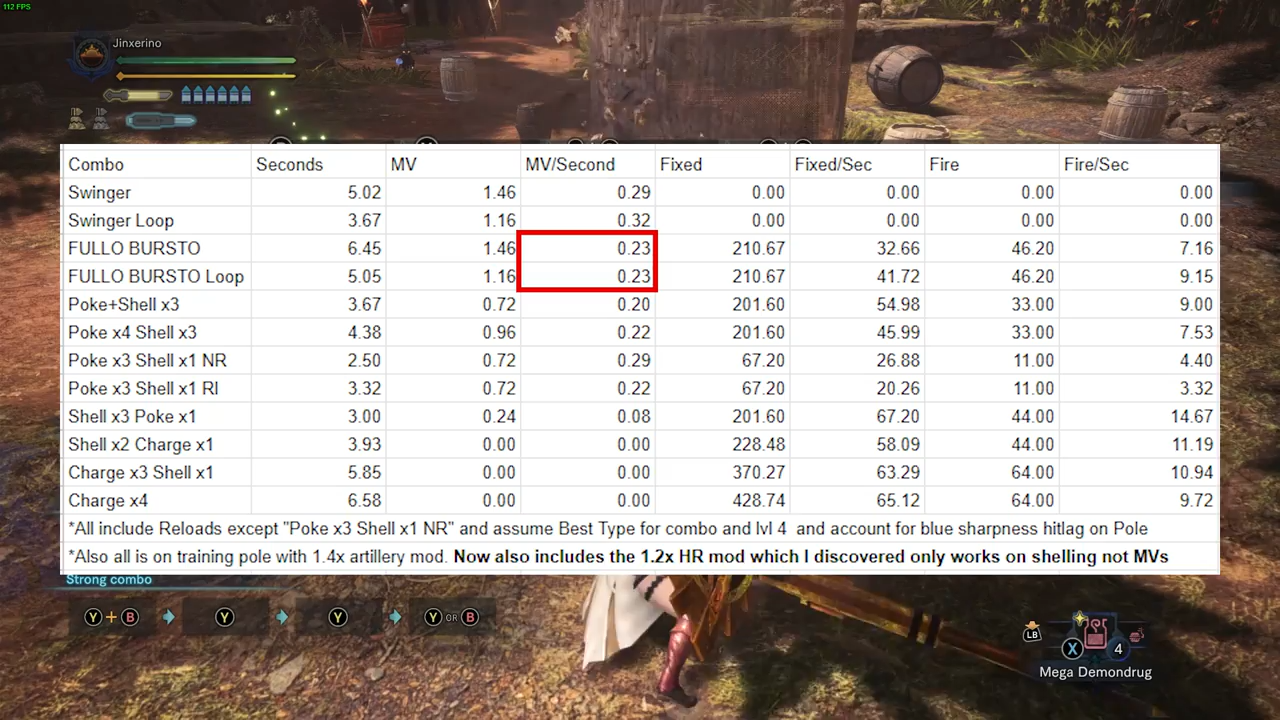 112 FPS
Jinxerino
Combo Seconds MV MV/Second Fixed Fixed/Sec Fire Fire/Sec
Swinger 5.02 1.46 0.29 0.00 0.00 0.00 0.00
Swinger Loop 3.67 1.16 0.32 0.00 0.00 0.00 0.00
FULLO BURSTO 6.45 1.46 0.23 210.67 32.66 46.20 7.16
FULLO BURSTO Loop 5.05 1.16 0.23 210.67 41.72 46.20 9.15
Poke+Shell x3 3.67 0.72 0.20 201.60 54.98 33.00 9.00
Poke x4 Shell x3 4.38 0.96 0.22 201.60 45.99 33.00 7.53
Poke x3 Shell x1 NR 2.50 0.72 0.29 67.20 26.88 11.00 4.40
Poke x3 Shell x1 RI 3.32 0.72 0.22 67.20 20.26 11.00 3.32
Shell x3 Poke x1 3.00 0.24 0.08 201.60 67.20 44.00 14.67
Shell x2 Charge x1 3.93 0.00 0.00 228.48 58.09 44.00 11.19
Charge x3 Shell x1 5.85 0.00 0.00 370.27 63.29 64.00 10.94
Charge x4 6.58 0.00 0.00 428.74 65.12 64.00 9.72
*All include Reloads except "Poke x3 Shell x1 NR" and assume Best Type for combo and lvl 4 and account for blue sharpness hitlag on Pole
*Also all is on training pole with 1.4x artillery mod. Now also includes the 1.2x HR mod which I discovered only works on shelling not MVs
Strong combo
Y + B Y Y Y OR B
LB
X 4
Mega Demondrug